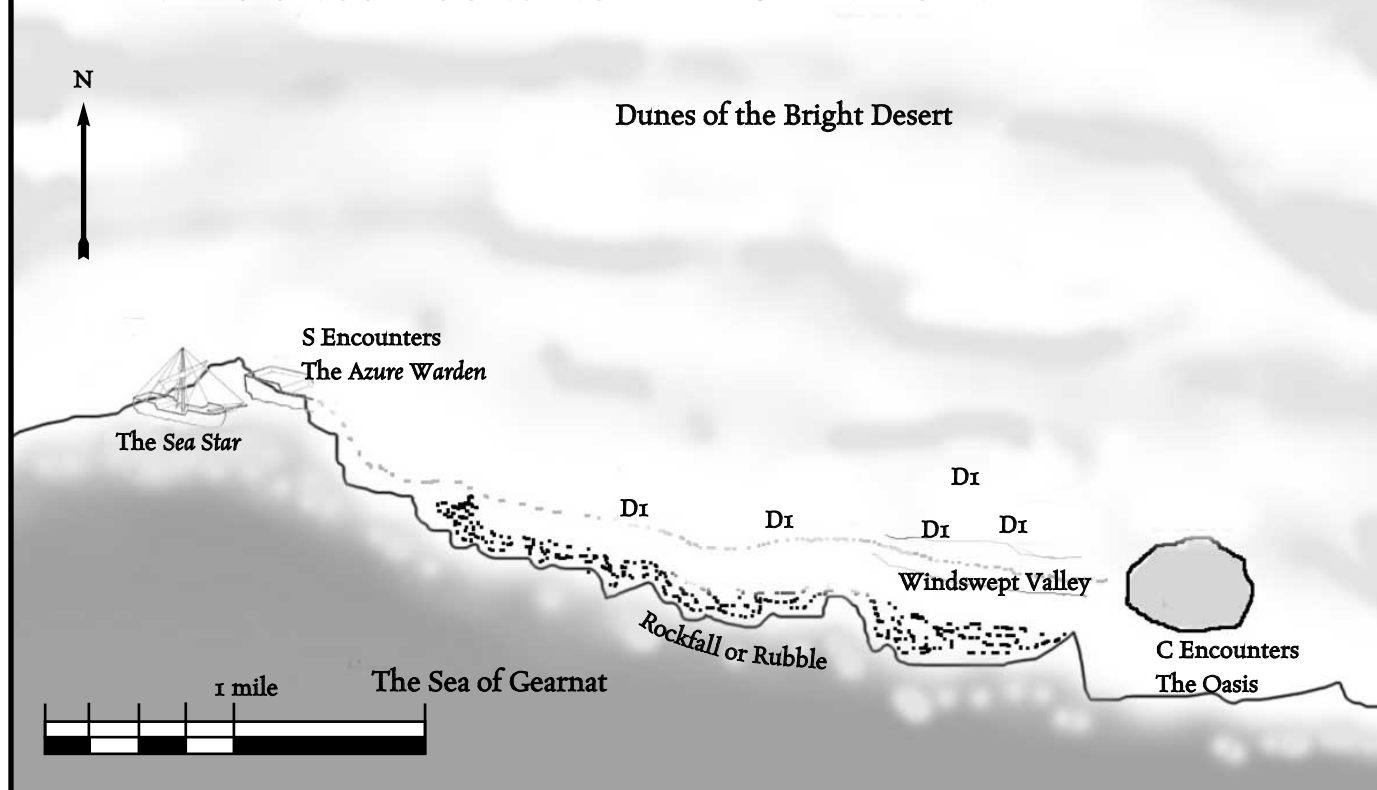 N
Dunes of the Bright Desert
S Encounters
The Azure Warden
The Sea Star
D1
D1
D1
D1
D1
Windswept Valley
Rockfall or Rubble
C Encounters
The Oasis
The Sea of Gearnat
1 mile